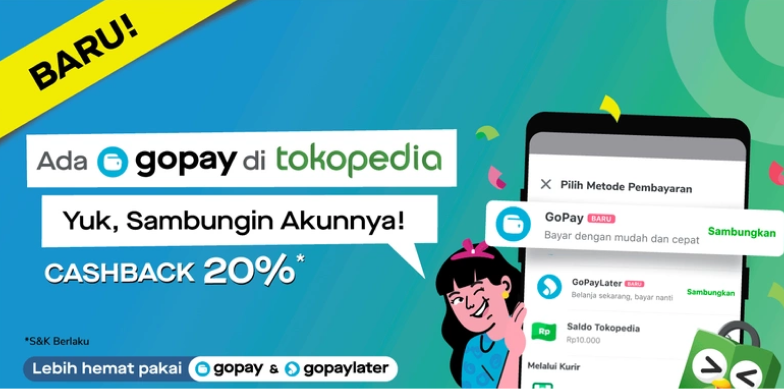 BARU!
Ada gopay di tokopedia
Yuk, Sambungin Akunnya!
CASHBACK 20%*
*S&K Berlaku
Lebih hemat pakai gopay & gopaylater
Pilih Metode Pembayaran
GoPay BARU
Bayar dengan mudah dan cepat
Sambungkan
GoPayLater BARU
Belanja sekarang, bayar nanti
Sambungkan
Rp
Saldo Tokopedia
Rp10.000
Melalui Kurir